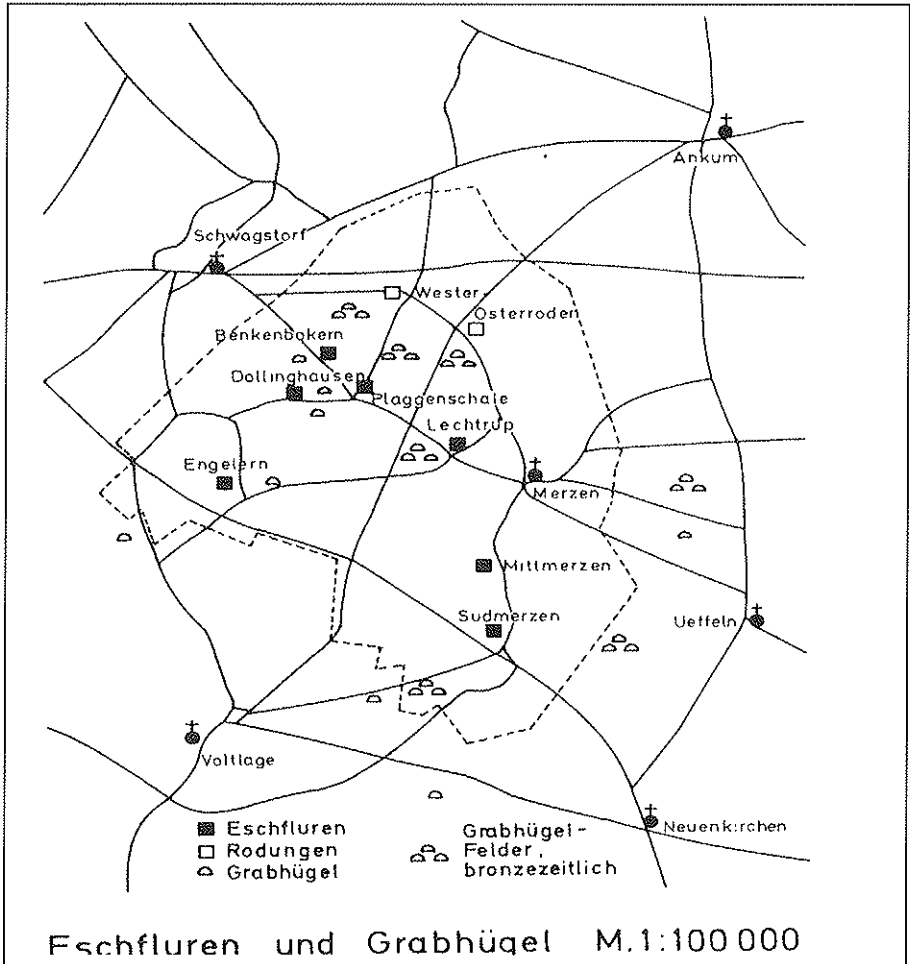 Ankum
Schwagstorf
Wester-
Osterroden
Benkenbokern
Dollinghausen
Plaggenschale
Lechtrup
Engelern
Merzen
Mittmerzen
Sudmerzen
Ueffeln
Voltlage
Neuenkirchen
Eschfluren
Rodungen
Grabhügel
Grabhügel-
Felder,
bronzezeitlich
Eschfluren und Grabhügel M.1:100 000